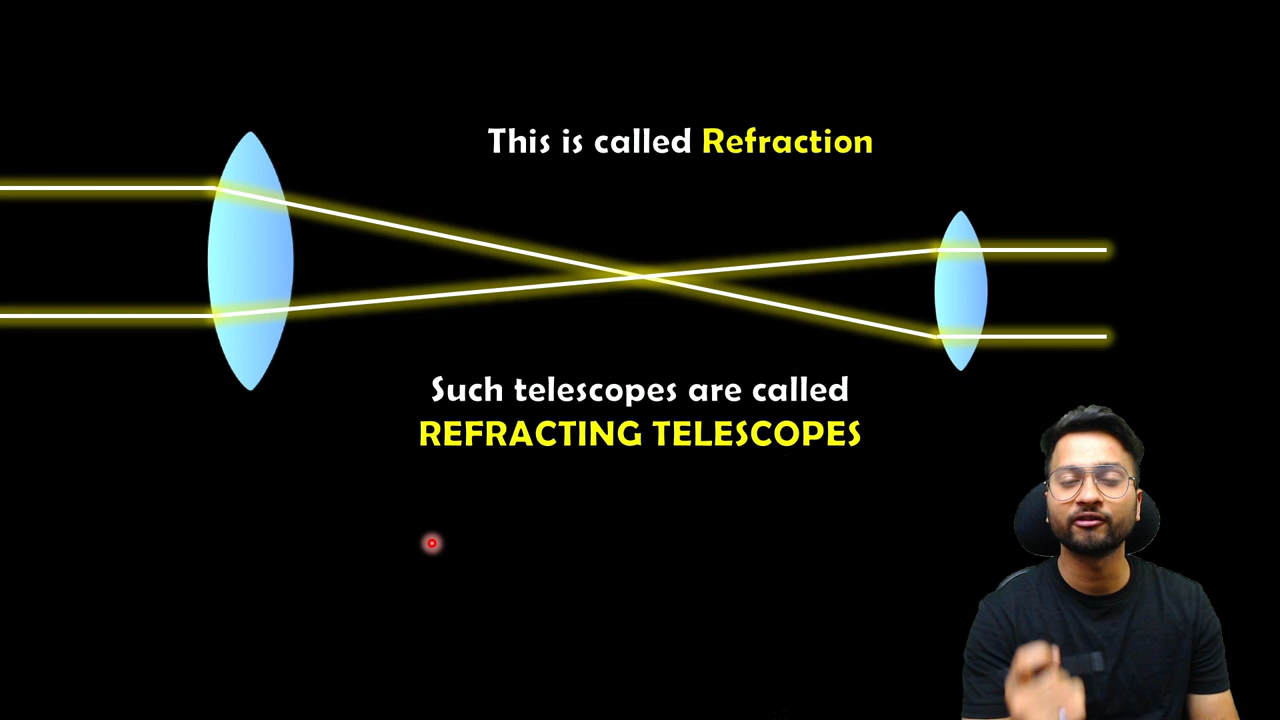 This is called Refraction
Such telescopes are called
REFRACTING TELESCOPES